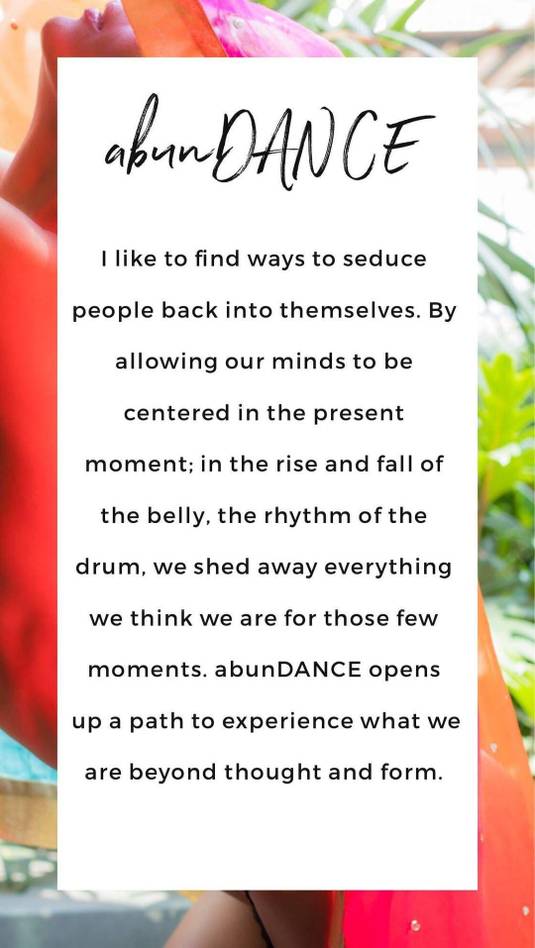 abunDANCE
I like to find ways to seduce
people back into themselves. By
allowing our minds to be
centered in the present
moment; in the rise and fall of
the belly, the rhythm of the
drum, we shed away everything
we think we are for those few
moments. abunDANCE opens
up a path to experience what we
are beyond thought and form.